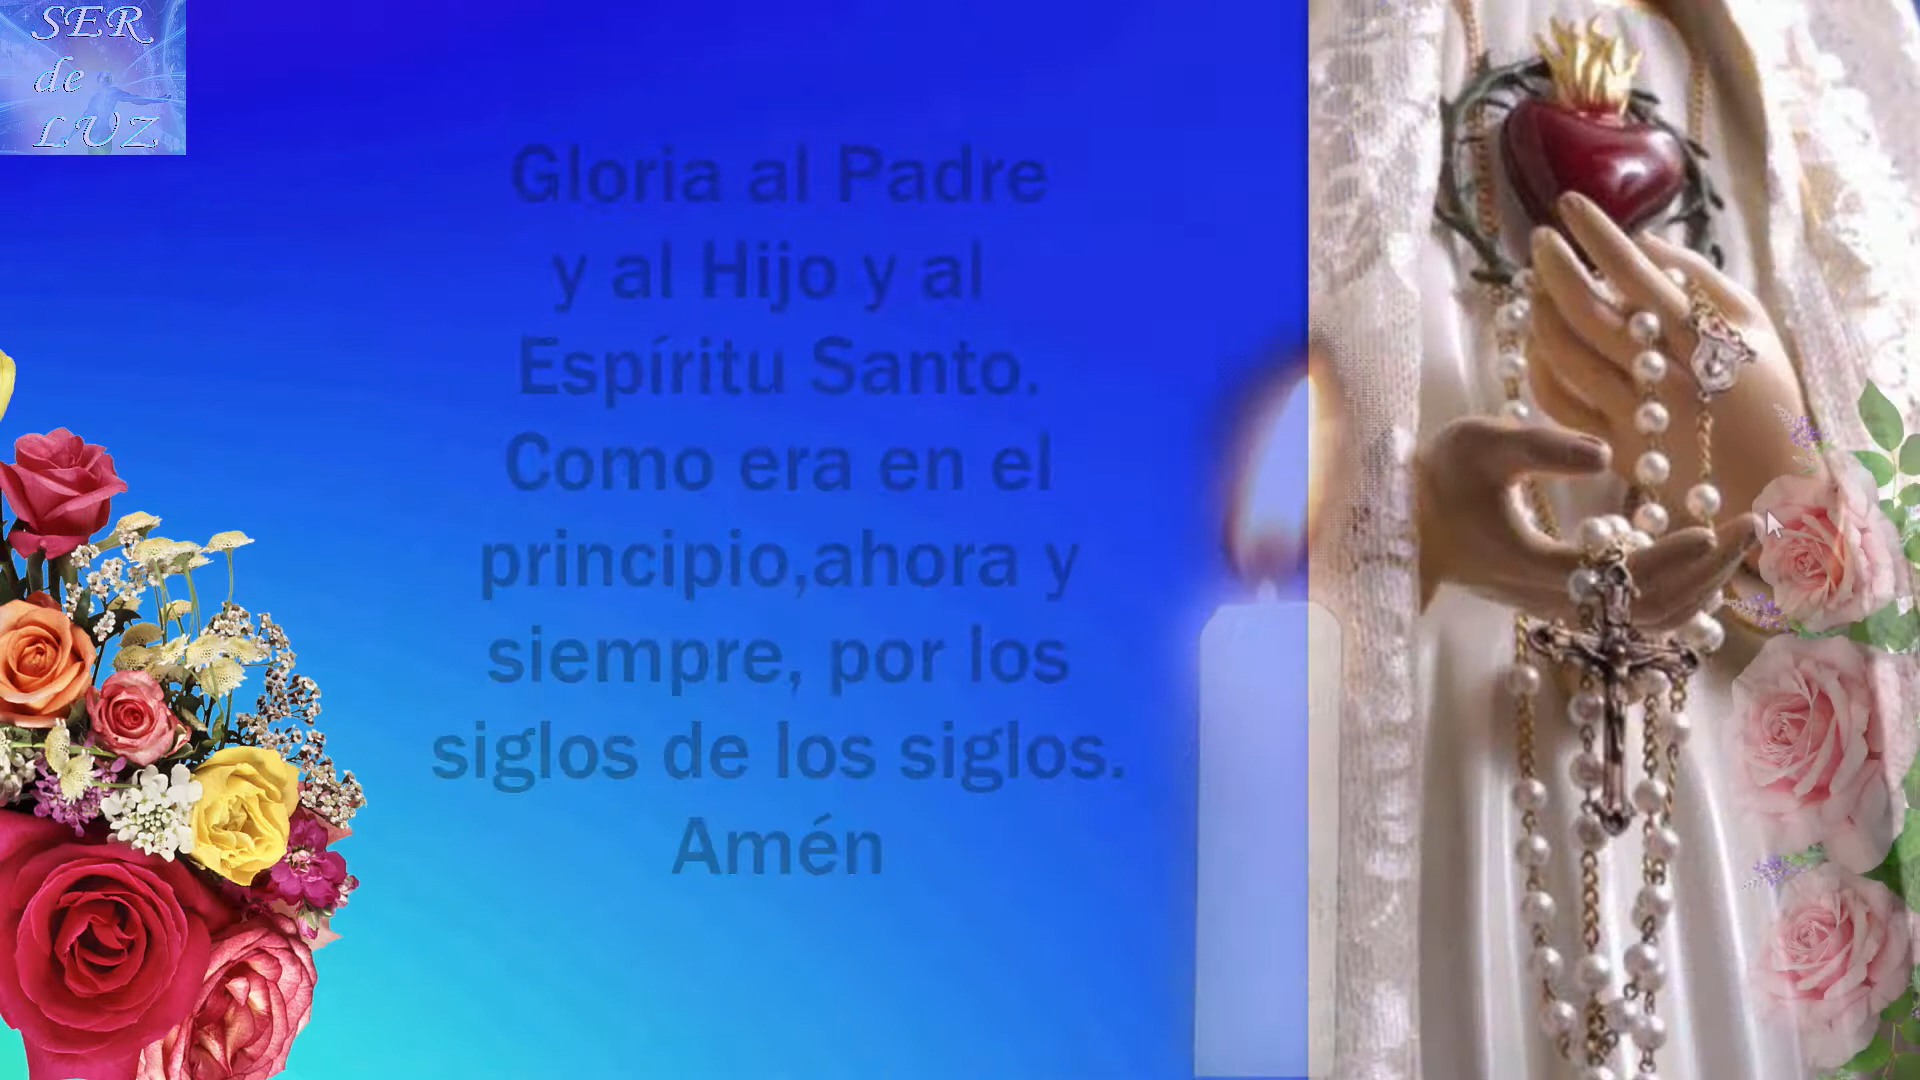 SER
de
LUZ
Gloria al Padre
y al Hijo y al
Espíritu Santo.
Como era en el
principio,ahora y
siempre, por los
siglos de los siglos.
Amén